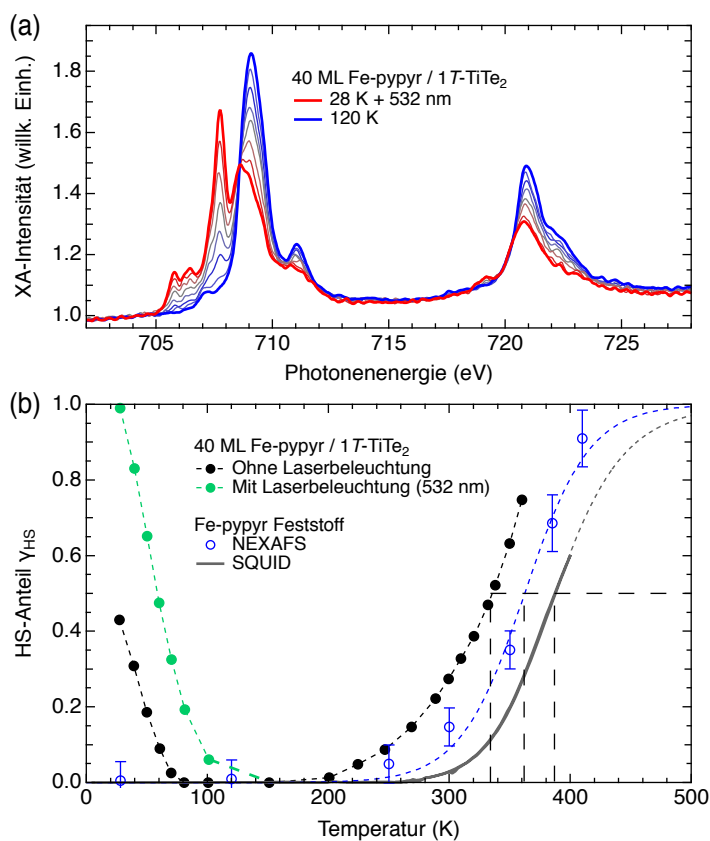 (a)
40 ML Fe-pypyr / 1T-TiTe2
28 K + 532 nm
120 K
XA-Intensität (willk. Einh.)
1.8
1.6
1.4
1.2
1.0
705
710
715
720
725
Photonenenergie (eV)
(b)
40 ML Fe-pypyr / 1T-TiTe2
Ohne Laserbeleuchtung
Mit Laserbeleuchtung (532 nm)
Fe-pypyr Feststoff
NEXAFS
SQUID
HS-Anteil γHS
1.0
0.8
0.6
0.4
0.2
0.0
0
100
200
300
400
500
Temperatur (K)